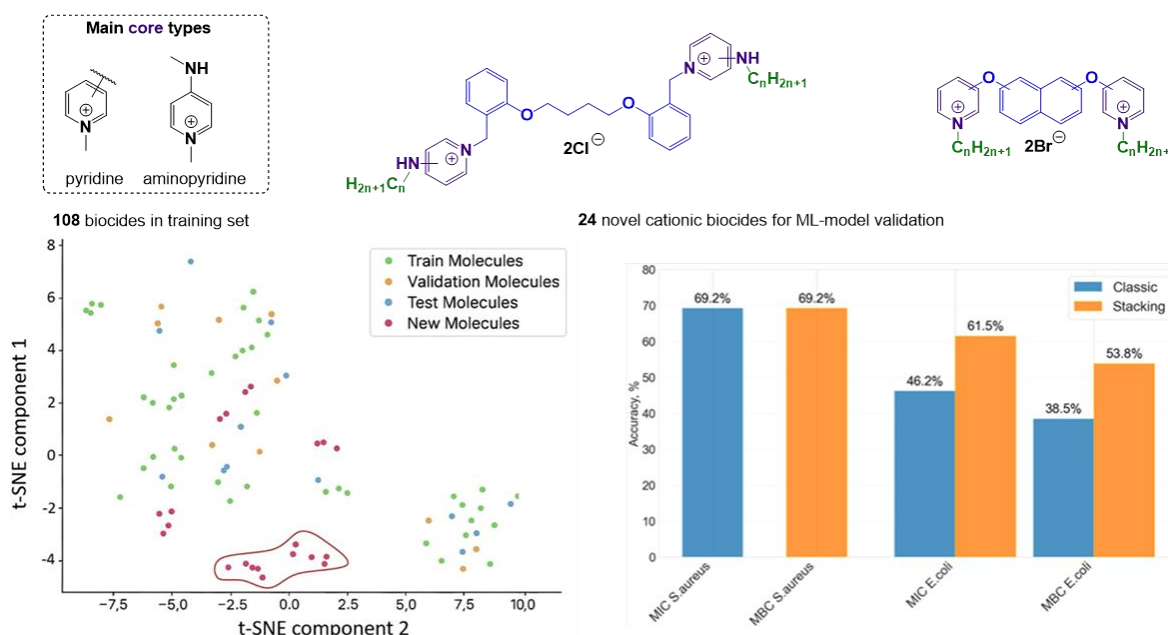 Main core types
NH
N
+
N
+
pyridine
aminopyridine
N
+
NH
CnH2n+1
O
O
2Cl⊖
HN
N
+
H2n+1Cn
O
O
+
N
+
N
CnH2n+1
2Br⊖
CnH2n+
108 biocides in training set
24 novel cationic biocides for ML-model validation
t-SNE component 1
8
6
4
2
0
-2
-4
Train Molecules
Validation Molecules
Test Molecules
New Molecules
-7,5
-5,0
-2.5
0.0
2.5
5,0
7,5
10,0
t-SNE component 2
Accuracy, %
80
70
60
50
40
30
20
10
0
Classic
Stacking
69.2%
69.2%
46.2%
61.5%
38.5%
53.8%
MIC S.aureus
MBC S.aureus
MIC E.coli
MBC E.coli